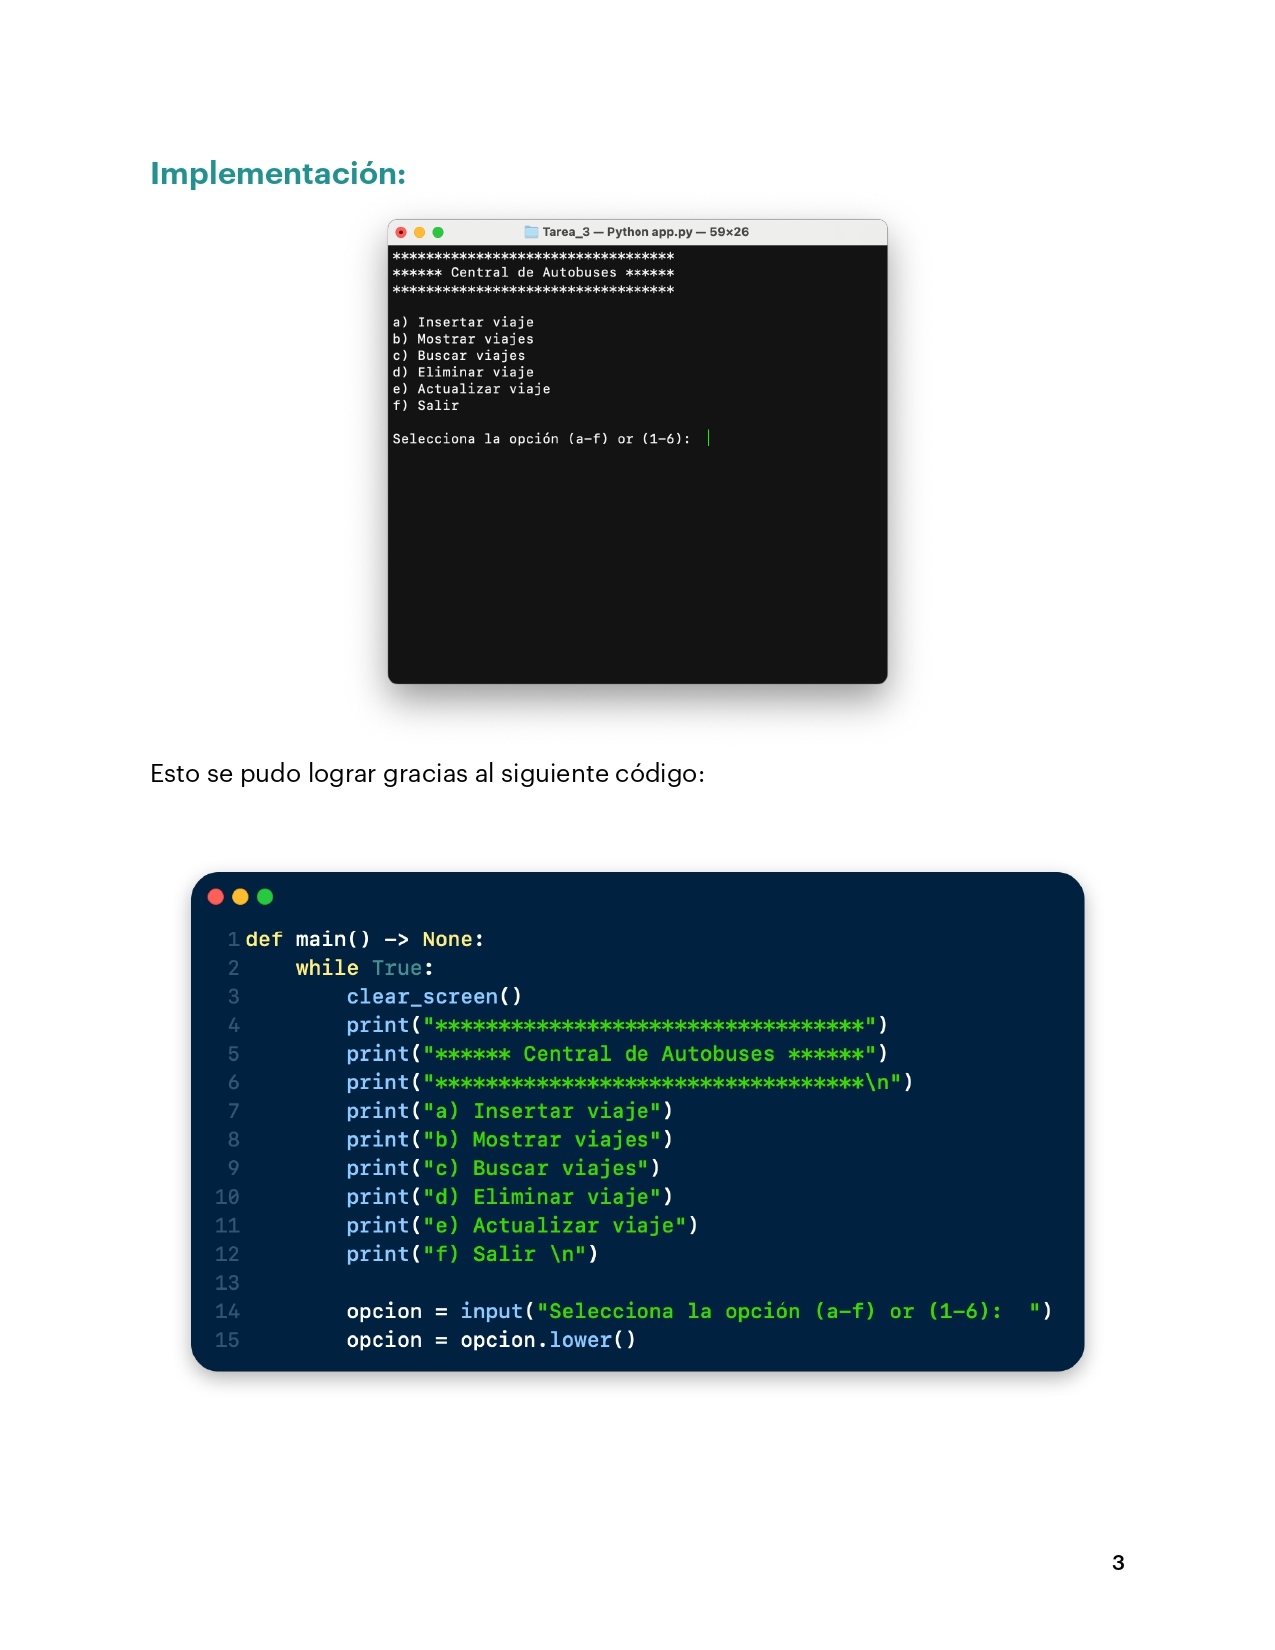 Implementación:
Tarea_3 — Python app.py — 59×26
**********************************
****** Central de Autobuses ******
**********************************
a) Insertar viaje
b) Mostrar viajes
c) Buscar viajes
d) Eliminar viaje
e) Actualizar viaje
f) Salir
Selecciona la opción (a-f) or (1-6):
Esto se pudo lograr gracias al siguiente código:
1 def main() -> None:
2     while True:
3         clear_screen()
4         print("**********************************")
5         print("****** Central de Autobuses ******")
6         print("**********************************\n")
7         print("a) Insertar viaje")
8         print("b) Mostrar viajes")
9         print("c) Buscar viajes")
10         print("d) Eliminar viaje")
11         print("e) Actualizar viaje")
12         print("f) Salir \n")
13
14         opcion = input("Selecciona la opción (a-f) or (1-6):  ")
15         opcion = opcion.lower()
3